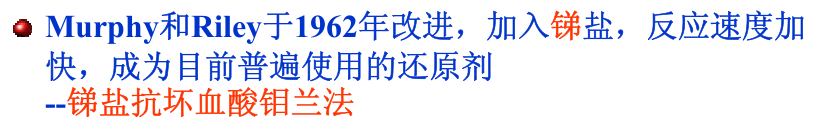 Murphy和Riley于1962年改进，加入锑盐，反应速度加
快，成为目前普遍使用的还原剂
--锑盐抗坏血酸钼兰法